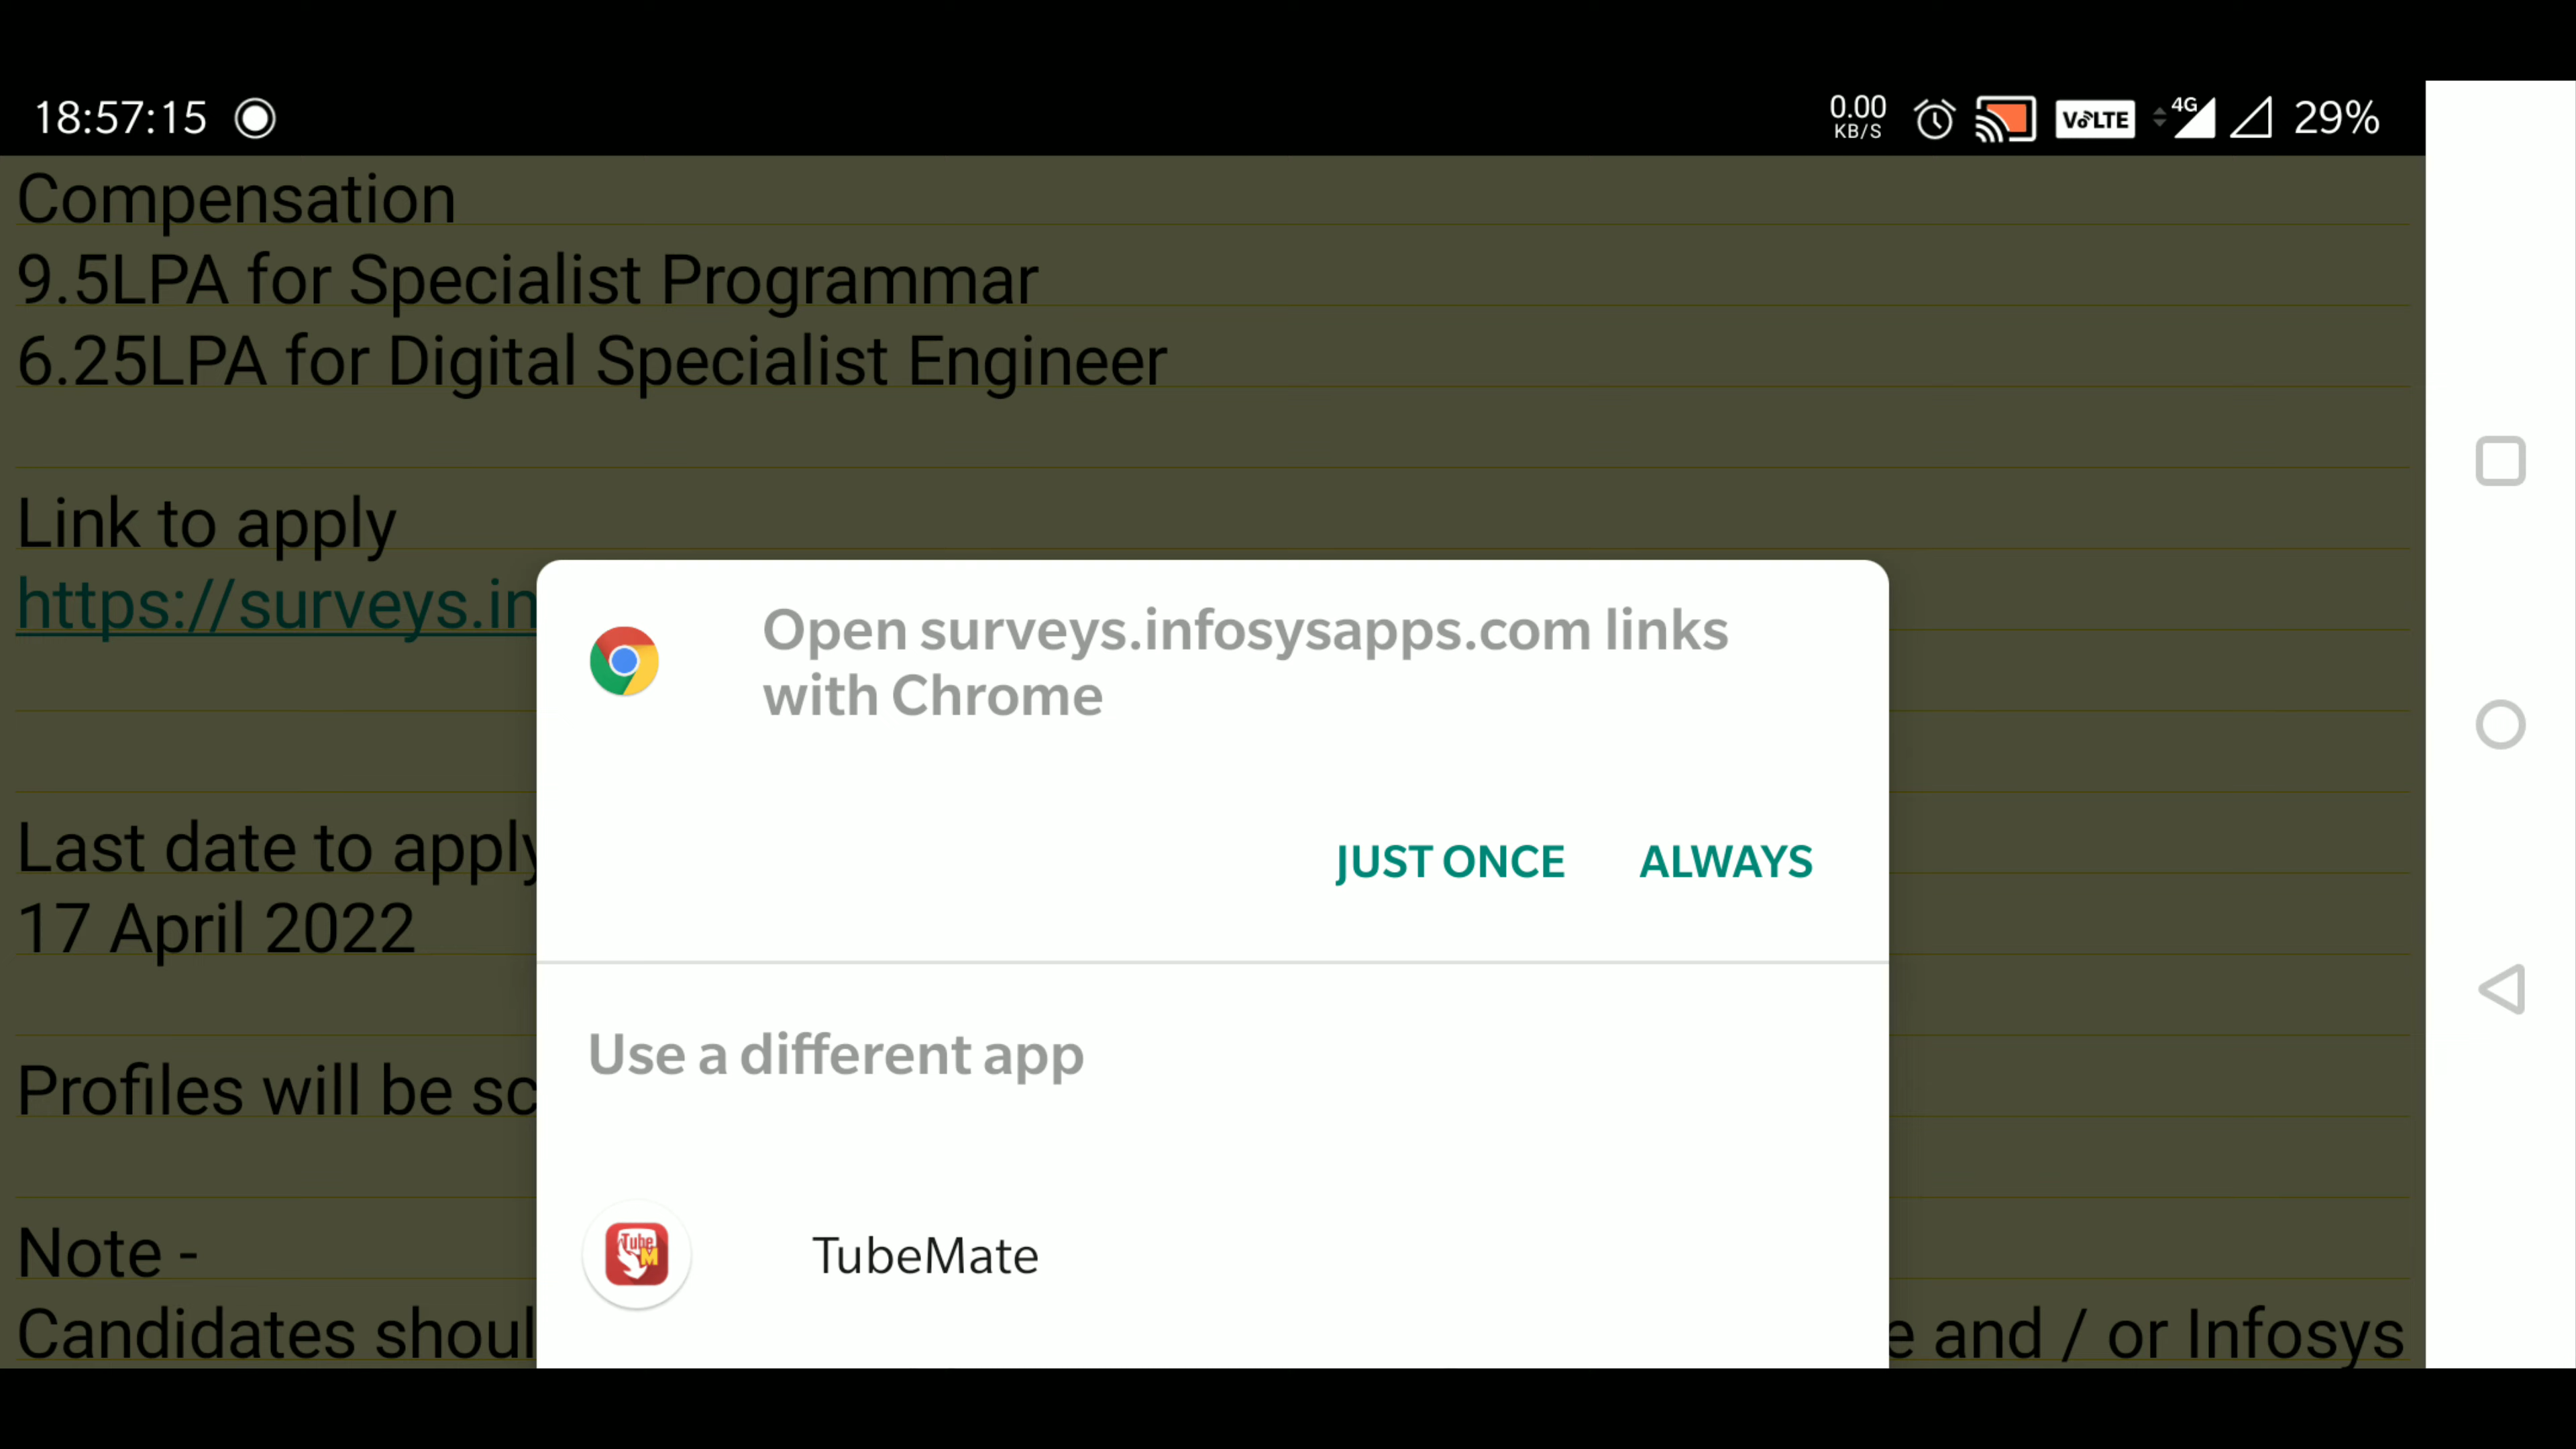 18:57:15
0.00
KB/S
VoLTE
4G
29%
Compensation
9.5LPA for Specialist Programmar
6.25LPA for Digital Specialist Engineer
Link to apply
https://surveys.in
Open surveys.infosysapps.com links
with Chrome
JUST ONCE ALWAYS
Last date to apply
17 April 2022
Use a different app
Profiles will be sc
Tube
M
TubeMate
Note -
Candidates shoul
e and / or Infosys